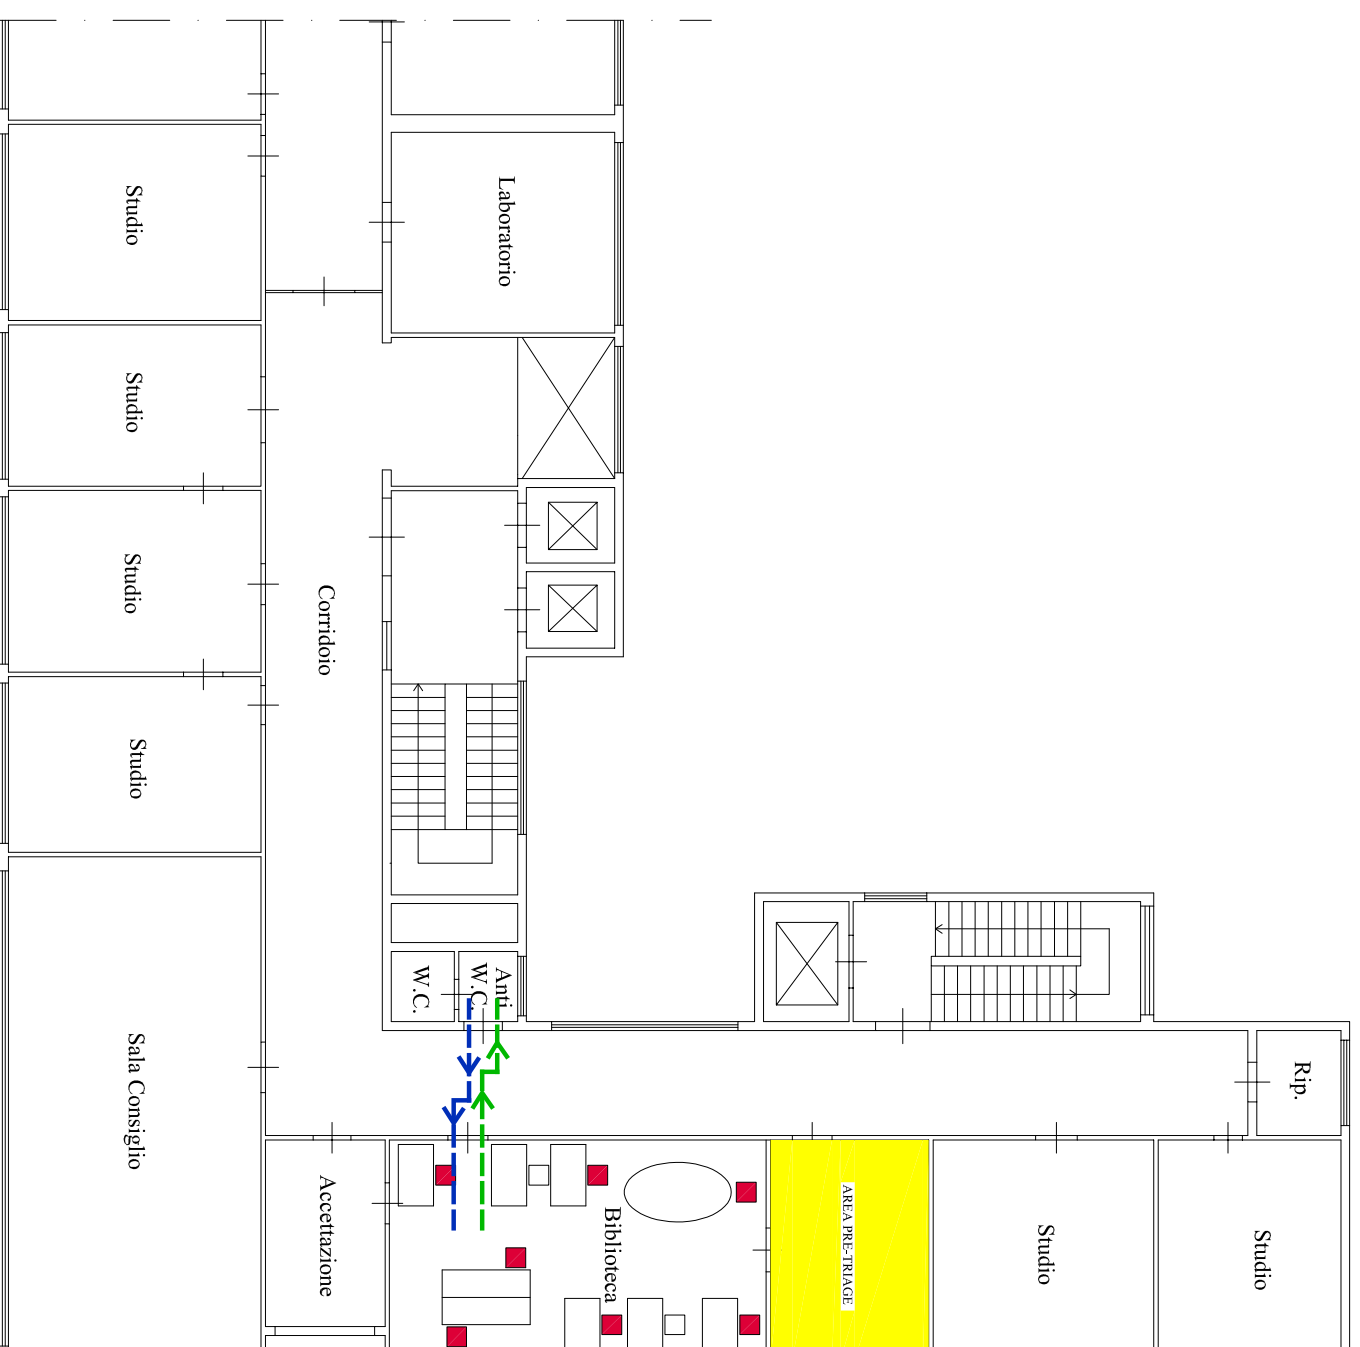 Studio
Laboratorio
Studio
Studio
Corridoio
Studio
W.C.
Anti
W.C.
Sala Consiglio
Rip.
Accettazione
Biblioteca
AREA PRE-TRIAGE
Studio
Studio